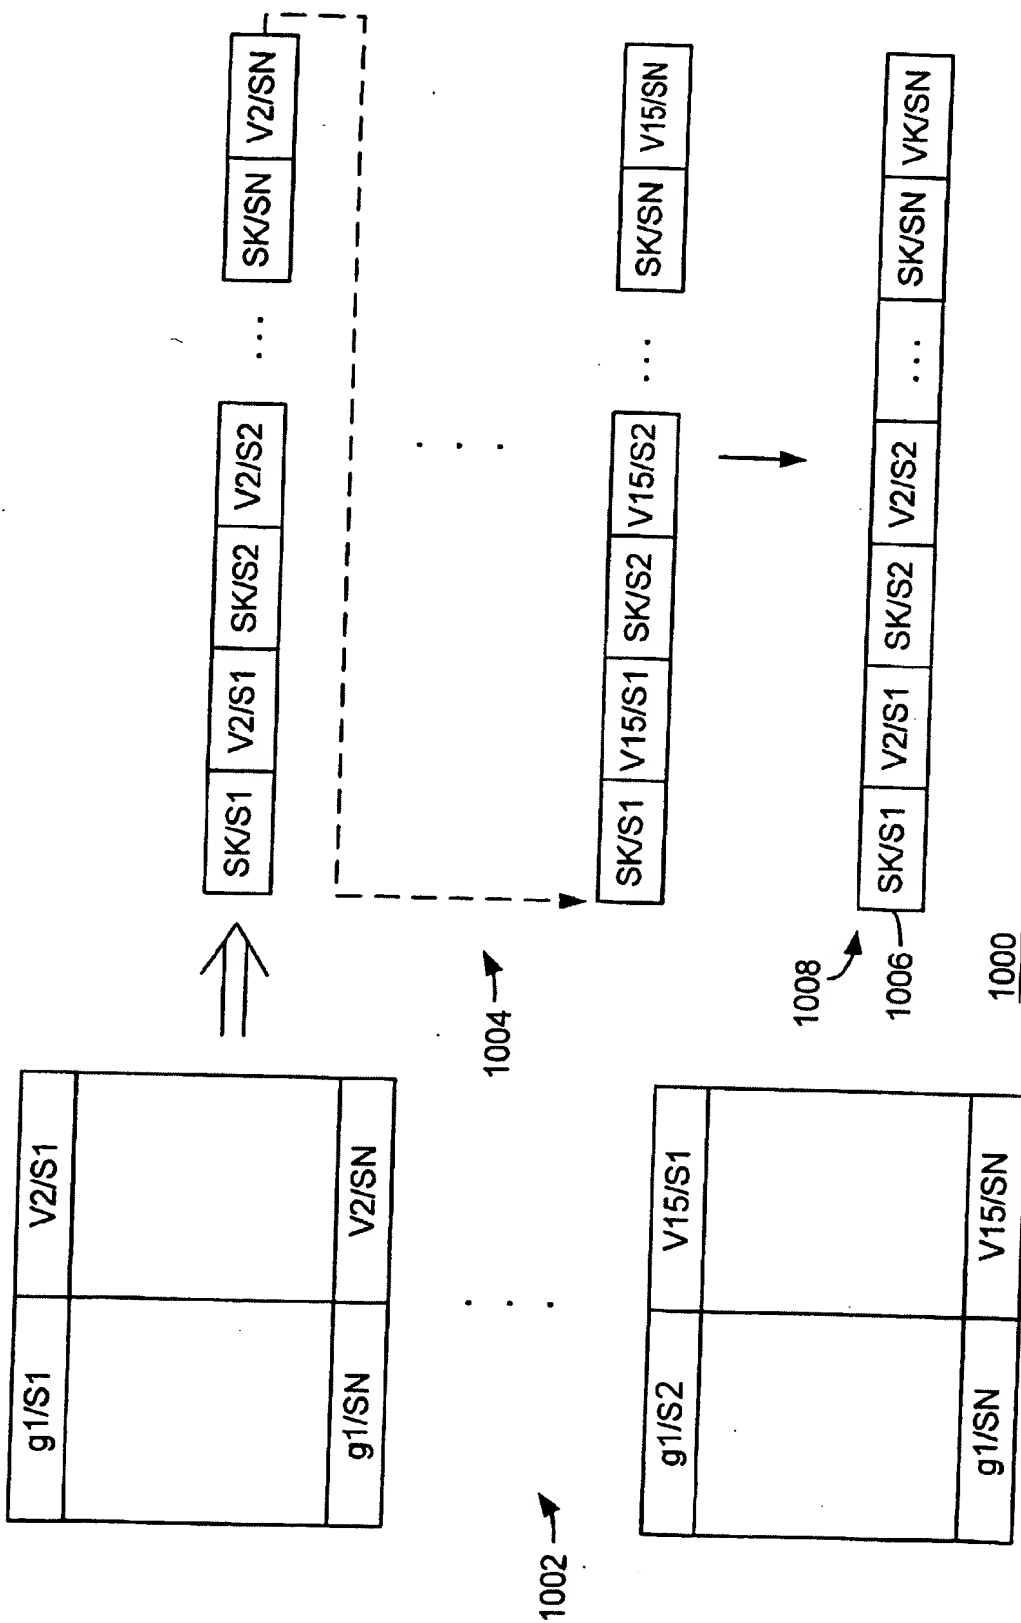 g1/S1 V2/S1
g1/SN V2/SN
. . .
g1/S2 V15/S1
g1/SN V15/SN
1002
SK/S1 V2/S1 SK/S2 V2/S2 . . . SK/SN V2/SN
. . .
1004
SK/S1 V15/S1 SK/S2 V15/S2 . . . SK/SN V15/SN
1008
1006
SK/S1 V2/S1 SK/S2 V2/S2 . . . SK/SN VK/SN
1000